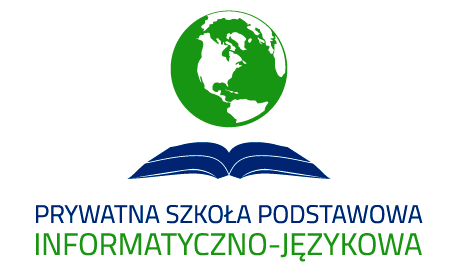 PRYWATNA SZKOŁA PODSTAWOWA
INFORMATYCZNO-JĘZYKOWA